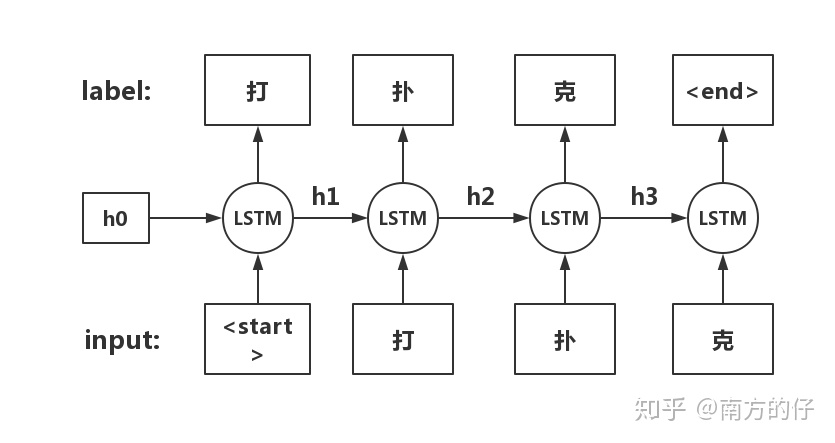 label:
打
扑
克
<end>
h0
LSTM
h1
LSTM
h2
LSTM
h3
LSTM
input:
<start
>
打
扑
克
知乎 @南方的仔